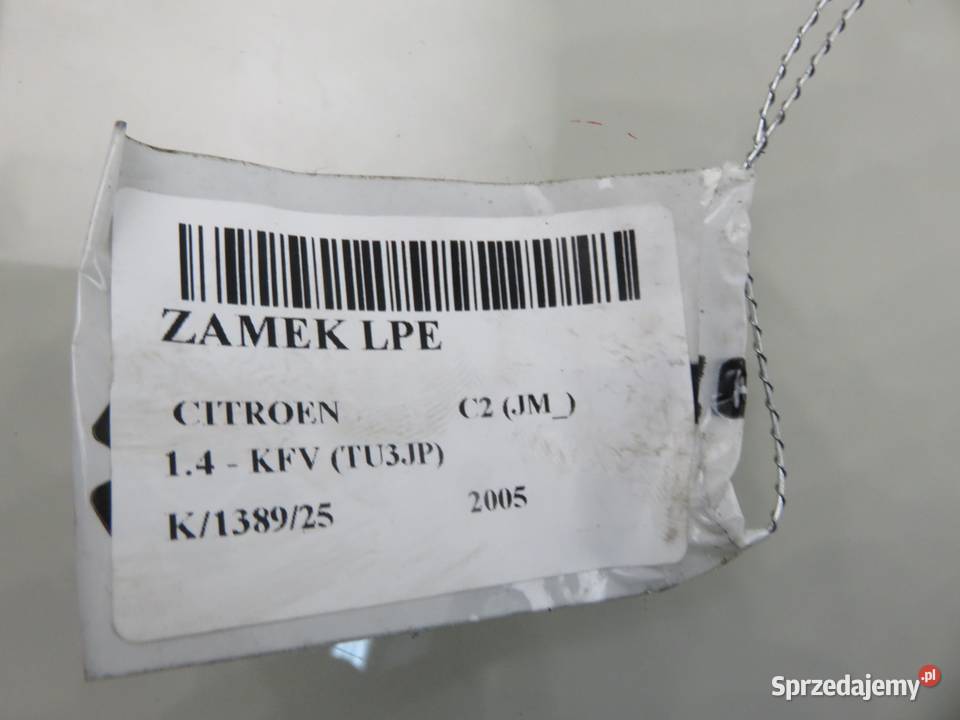 ZAMEK LPE
CITROEN C2 (JM_)
1.4 - KFV (TU3JP)
K/1389/25 2005
Sprzedajemy.pl